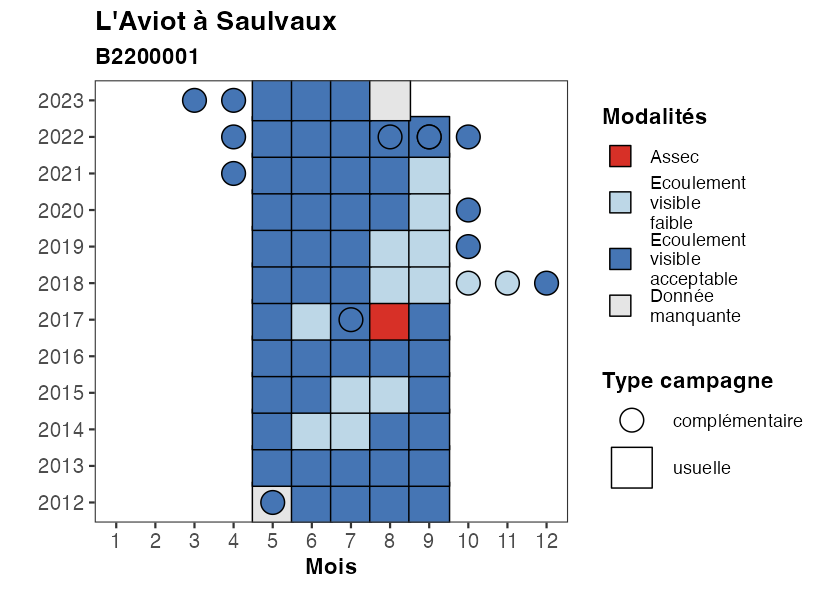 L'Aviot à Saulvaux
B2200001
2023
2022
2021
2020
2019
2018
2017
2016
2015
2014
2013
2012
1 2 3 4 5 6 7 8 9 10 11 12
Mois
Modalités
Assec
Ecoulement
visible
faible
Ecoulement
visible
acceptable
Donnée
manquante
Type campagne
complémentaire
usuelle